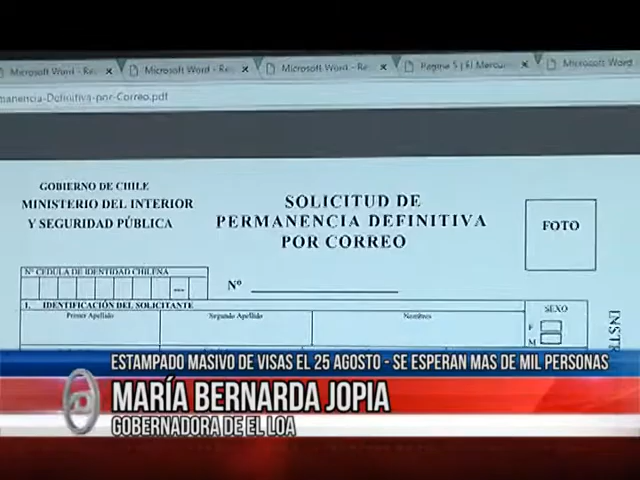 Microsoft Word - Re
Microsoft Word - Re
Microsoft Word - Re
Página 5 | El Mercur
Microsoft Word
manencia-Definitiva-por-Correo.pdf
GOBIERNO DE CHILE
MINISTERIO DEL INTERIOR
Y SEGURIDAD PÚBLICA
SOLICITUD DE
PERMANENCIA DEFINITIVA
POR CORREO
FOTO
Nº CEDULA DE IDENTIDAD CHILENA
Nº
1. IDENTIFICACIÓN DEL SOLICITANTE
Primer Apellido
Segundo Apellido
Nombres
SEXO
F
M
INST
ESTAMPADO MASIVO DE VISAS EL 25 AGOSTO - SE ESPERAN MAS DE MIL PERSONAS
MARÍA BERNARDA JOPIA
GOBERNADORA DE EL LOA